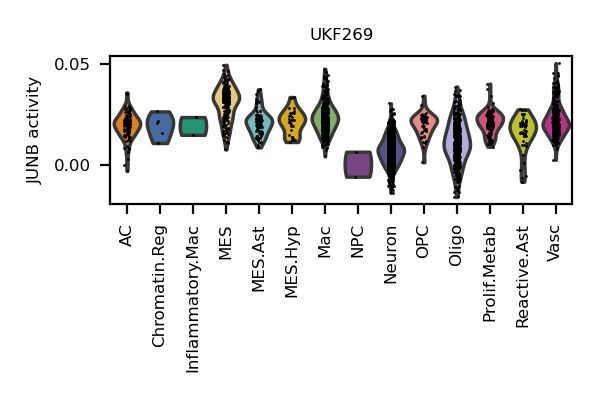 UKF269
JUNB activity
0.05
0.00
AC
Chromatin.Reg
Inflammatory.Mac
MES
MES.Ast
MES.Hyp
Mac
NPC
Neuron
OPC
Oligo
Prolif.Metab
Reactive.Ast
Vasc